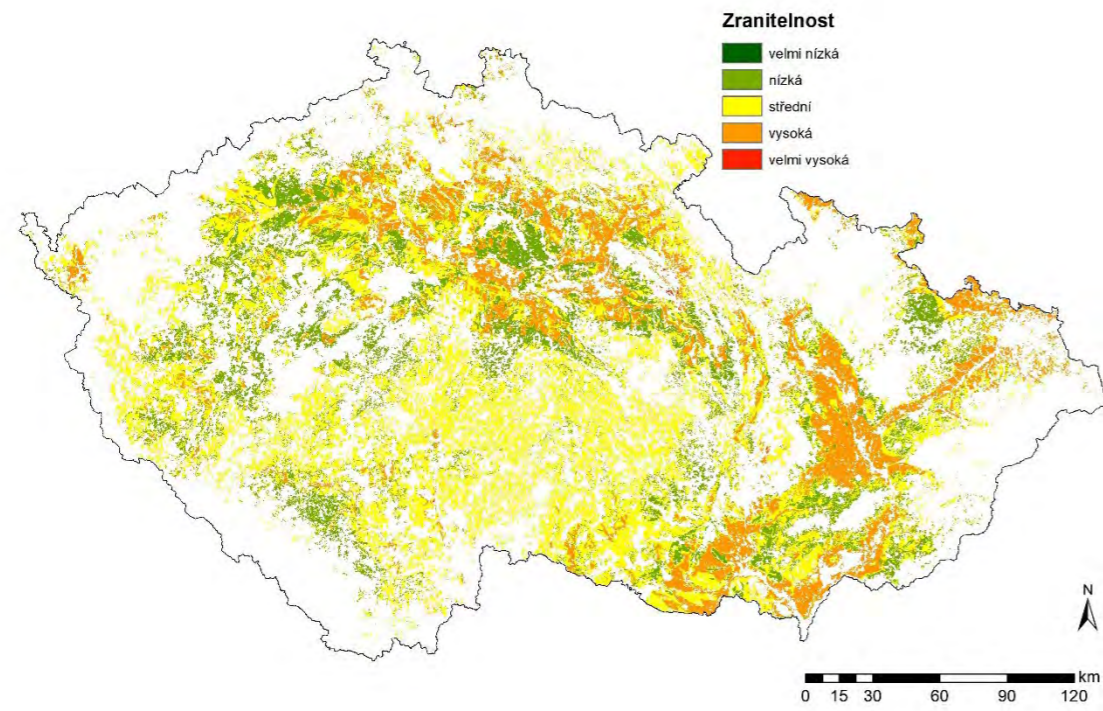 Zranitelnost
velmi nízká
nízká
střední
vysoká
velmi vysoká
N
km
0 15 30 60 90 120